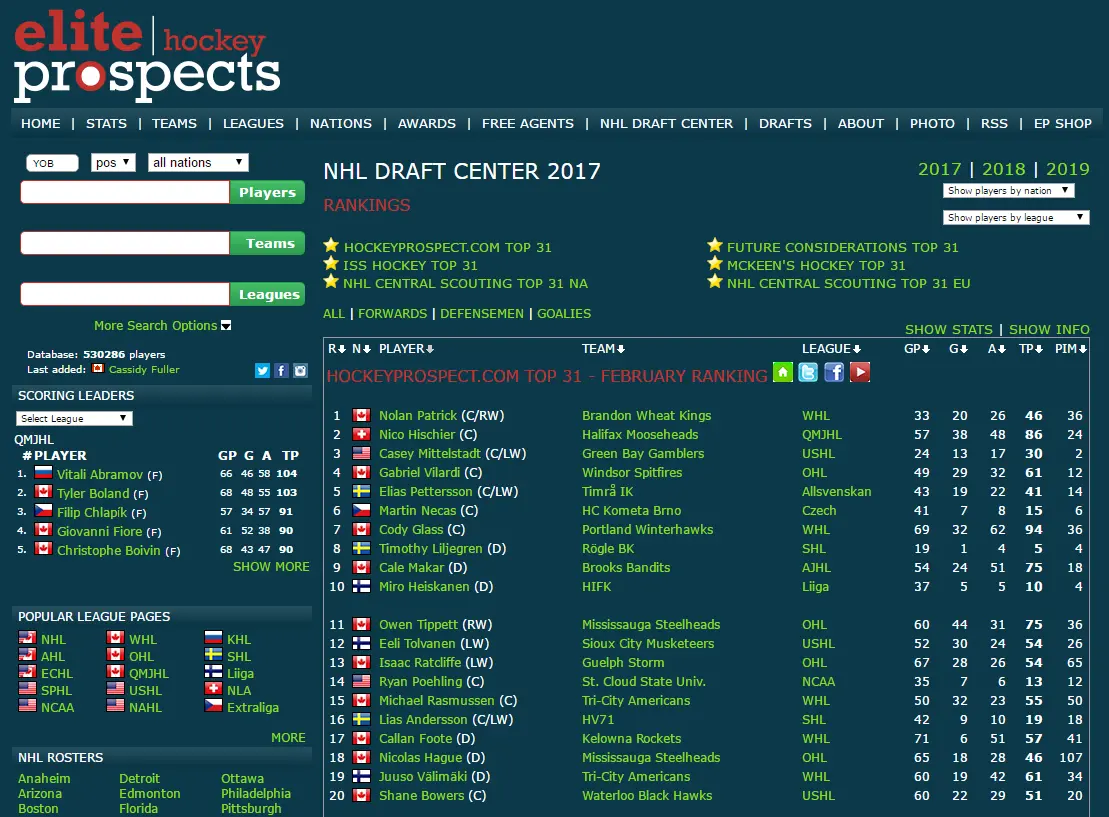 elite | hockey
prospects
HOME | STATS | TEAMS | LEAGUES | NATIONS | AWARDS | FREE AGENTS | NHL DRAFT CENTER | DRAFTS | ABOUT | PHOTO | RSS | EP SHOP
YOB pos all nations
Players
Teams
Leagues
More Search Options
Database: 530286 players
Last added: Cassidy Fuller
SCORING LEADERS
Select League
QMJHL
# PLAYER GP G A TP
1. Vitali Abramov (F) 66 46 58 104
2. Tyler Boland (F) 68 48 55 103
3. Filip Chlapík (F) 57 34 57 91
4. Giovanni Fiore (F) 61 52 38 90
5. Christophe Boivin (F) 68 43 47 90
SHOW MORE
POPULAR LEAGUE PAGES
NHL WHL KHL
AHL OHL SHL
ECHL QMJHL Liiga
SPHL USHL NLA
NCAA NAHL Extraliga
MORE
NHL ROSTERS
Anaheim Detroit Ottawa
Arizona Edmonton Philadelphia
Boston Florida Pittsburgh
NHL DRAFT CENTER 2017
2017 | 2018 | 2019
Show players by nation
RANKINGS
Show players by league
HOCKEYPROSPECT.COM TOP 31 FUTURE CONSIDERATIONS TOP 31
ISS HOCKEY TOP 31 MCKEEN'S HOCKEY TOP 31
NHL CENTRAL SCOUTING TOP 31 NA NHL CENTRAL SCOUTING TOP 31 EU
ALL | FORWARDS | DEFENSEMEN | GOALIES
SHOW STATS | SHOW INFO
R N PLAYER TEAM LEAGUE GP G A TP PIM
HOCKEYPROSPECT.COM TOP 31 - FEBRUARY RANKING
1 Nolan Patrick (C/RW) Brandon Wheat Kings WHL 33 20 26 46 36
2 Nico Hischier (C) Halifax Mooseheads QMJHL 57 38 48 86 24
3 Casey Mittelstadt (C/LW) Green Bay Gamblers USHL 24 13 17 30 2
4 Gabriel Vilardi (C) Windsor Spitfires OHL 49 29 32 61 12
5 Elias Pettersson (C/LW) Timrå IK Allsvenskan 43 19 22 41 14
6 Martin Necas (C) HC Kometa Brno Czech 41 7 8 15 6
7 Cody Glass (C) Portland Winterhawks WHL 69 32 62 94 36
8 Timothy Liljegren (D) Rögle BK SHL 19 1 4 5 4
9 Cale Makar (D) Brooks Bandits AJHL 54 24 51 75 18
10 Miro Heiskanen (D) HIFK Liiga 37 5 5 10 4
11 Owen Tippett (RW) Mississauga Steelheads OHL 60 44 31 75 36
12 Eeli Tolvanen (LW) Sioux City Musketeers USHL 52 30 24 54 26
13 Isaac Ratcliffe (LW) Guelph Storm OHL 67 28 26 54 65
14 Ryan Poehling (C) St. Cloud State Univ. NCAA 35 7 6 13 12
15 Michael Rasmussen (C) Tri-City Americans WHL 50 32 23 55 50
16 Lias Andersson (C/LW) HV71 SHL 42 9 10 19 18
17 Callan Foote (D) Kelowna Rockets WHL 71 6 51 57 41
18 Nicolas Hague (D) Mississauga Steelheads OHL 65 18 28 46 107
19 Juuso Välimäki (D) Tri-City Americans WHL 60 19 42 61 34
20 Shane Bowers (C) Waterloo Black Hawks USHL 60 22 29 51 20